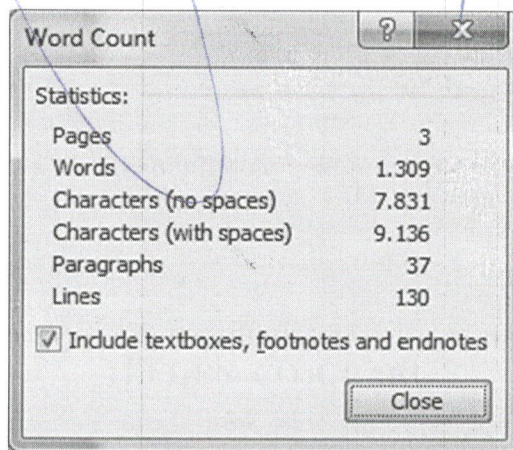 Word Count
Statistics:
Pages 3
Words 1.309
Characters (no spaces) 7.831
Characters (with spaces) 9.136
Paragraphs 37
Lines 130
Include textboxes, footnotes and endnotes
Close